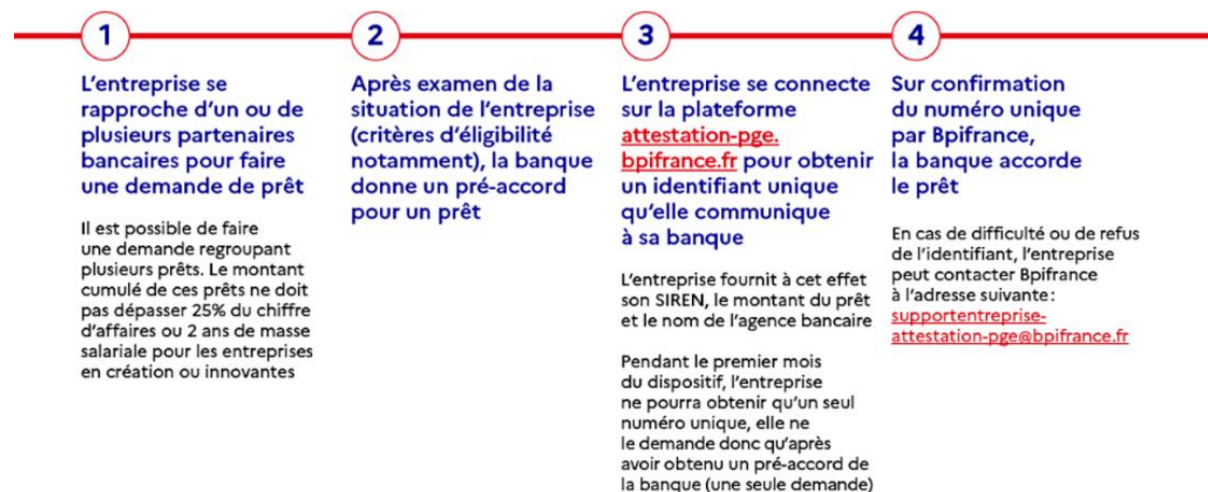 1
L'entreprise se
rapproche d'un ou de
plusieurs partenaires
bancaires pour faire
une demande de prêt
Il est possible de faire
une demande regroupant
plusieurs prêts. Le montant
cumulé de ces prêts ne doit
pas dépasser 25% du chiffre
d'affaires ou 2 ans de masse
salariale pour les entreprises
en création ou innovantes
2
Après examen de la
situation de l'entreprise
(critères d'éligibilité
notamment), la banque
donne un pré-accord
pour un prêt
3
L'entreprise se connecte
sur la plateforme
attestation-pge.
bpifrance.fr pour obtenir
un identifiant unique
qu'elle communique
à sa banque
L'entreprise fournit à cet effet
son SIREN, le montant du prêt
et le nom de l'agence bancaire
Pendant le premier mois
du dispositif, l'entreprise
ne pourra obtenir qu'un seul
numéro unique, elle ne
le demande donc qu'après
avoir obtenu un pré-accord de
la banque (une seule demande)
4
Sur confirmation
du numéro unique
par Bpifrance,
la banque accorde
le prêt
En cas de difficulté ou de refus
de l'identifiant, l'entreprise
peut contacter Bpifrance
à l'adresse suivante :
supportentreprise-
attestation-pge@bpifrance.fr